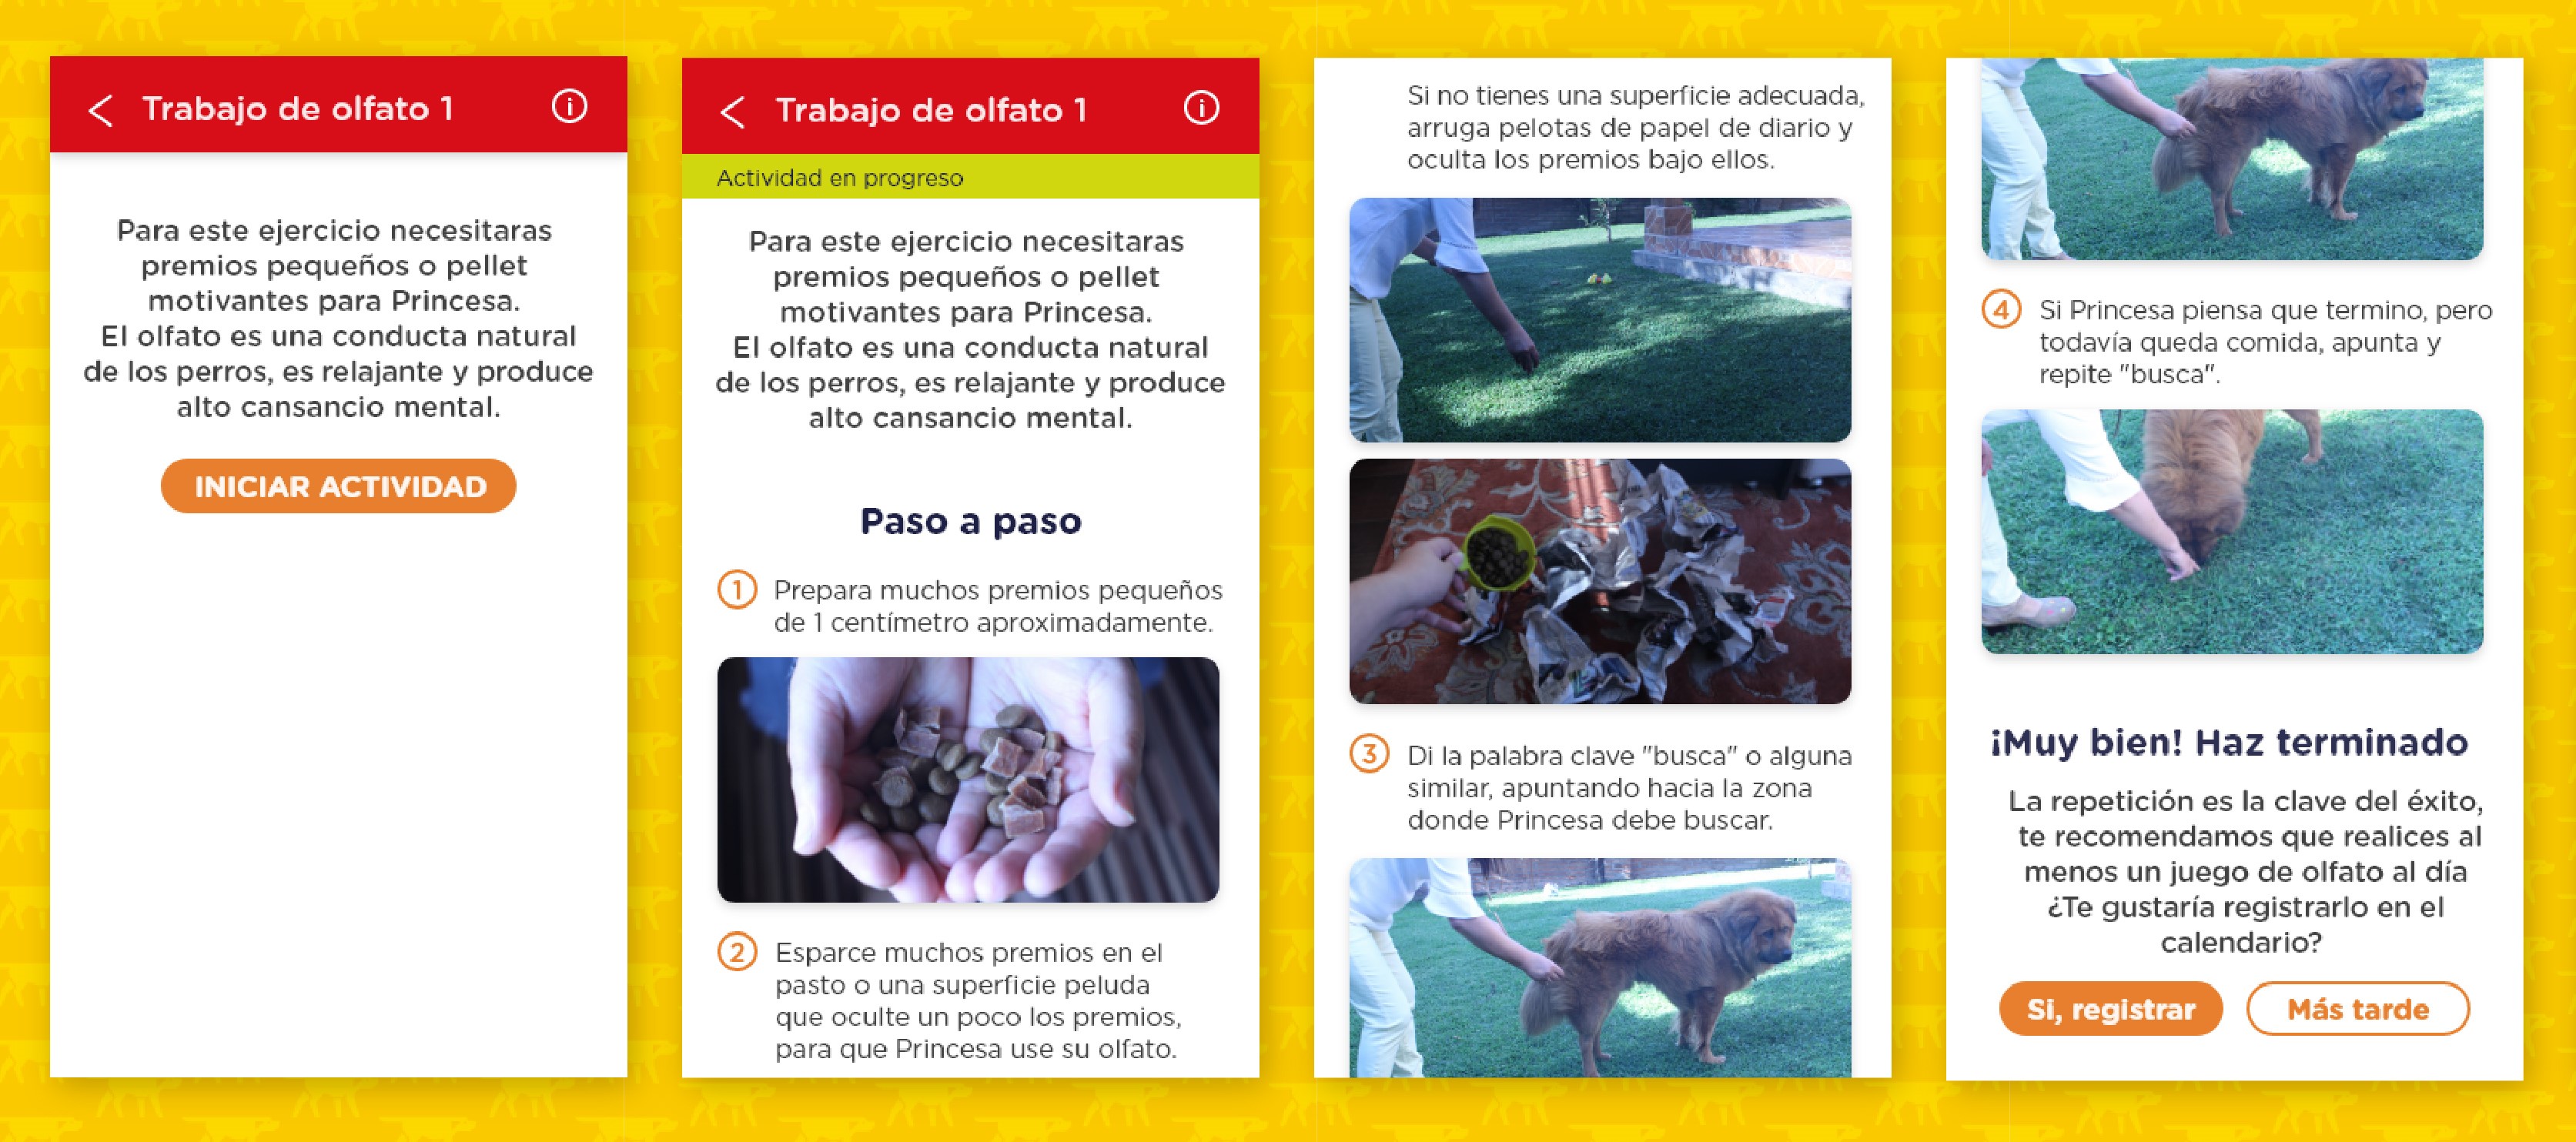 Trabajo de olfato 1
Para este ejercicio necesitaras
premios pequeños o pellet
motivantes para Princesa.
El olfato es una conducta natural
de los perros, es relajante y produce
alto cansancio mental.
INICIAR ACTIVIDAD
Trabajo de olfato 1
Actividad en progreso
Para este ejercicio necesitaras
premios pequeños o pellet
motivantes para Princesa.
El olfato es una conducta natural
de los perros, es relajante y produce
alto cansancio mental.
Paso a paso
1 Prepara muchos premios pequeños
de 1 centímetro aproximadamente.
2 Esparce muchos premios en el
pasto o una superficie peluda
que oculte un poco los premios,
para que Princesa use su olfato.
Si no tienes una superficie adecuada,
arruga pelotas de papel de diario y
oculta los premios bajo ellos.
3 Di la palabra clave "busca" o alguna
similar, apuntando hacia la zona
donde Princesa debe buscar.
4 Si Princesa piensa que termino, pero
todavía queda comida, apunta y
repite "busca".
¡Muy bien! Haz terminado
La repetición es la clave del éxito,
te recomendamos que realices al
menos un juego de olfato al día
¿Te gustaría registrarlo en el
calendario?
Si, registrar
Más tarde